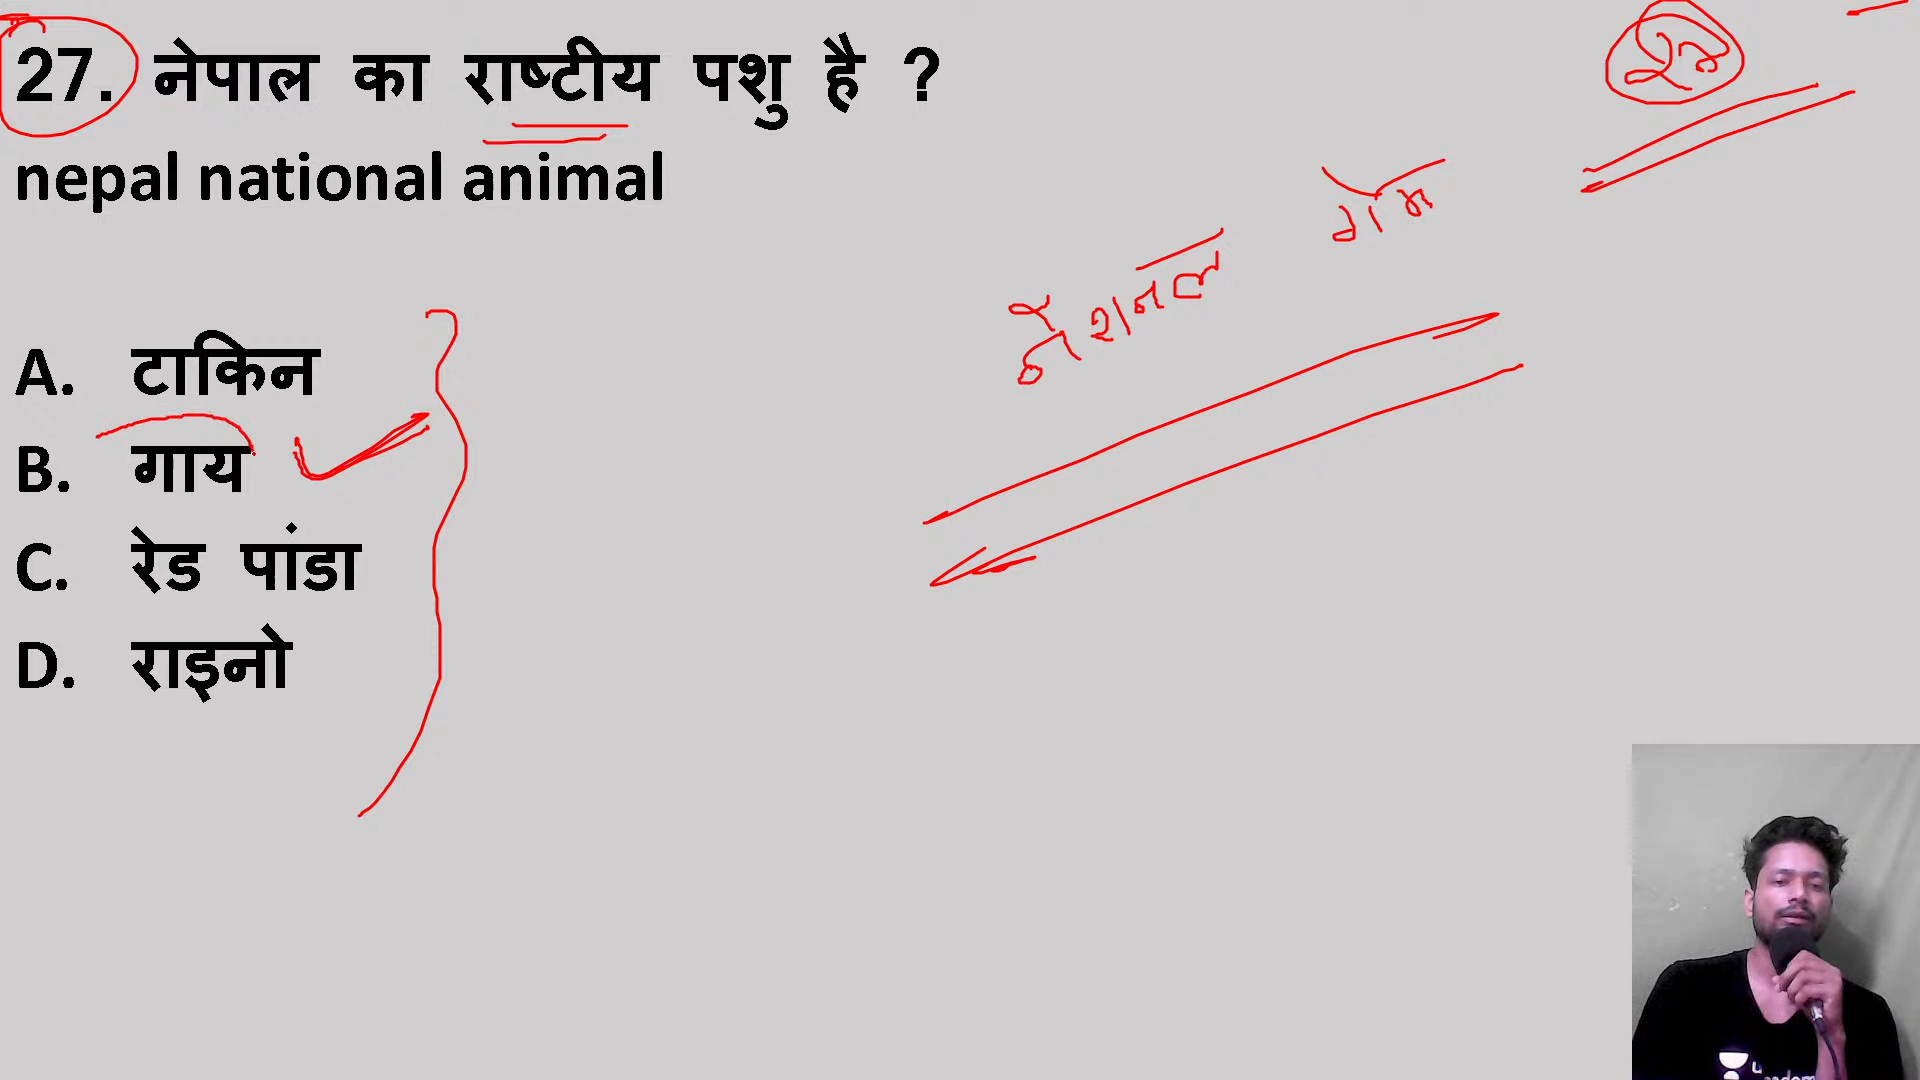 27. नेपाल का राष्टीय पशु है ?
nepal national animal
नेशनल गेम
A. टाकिन
B. गाय
C. रेड पांडा
D. राइनो